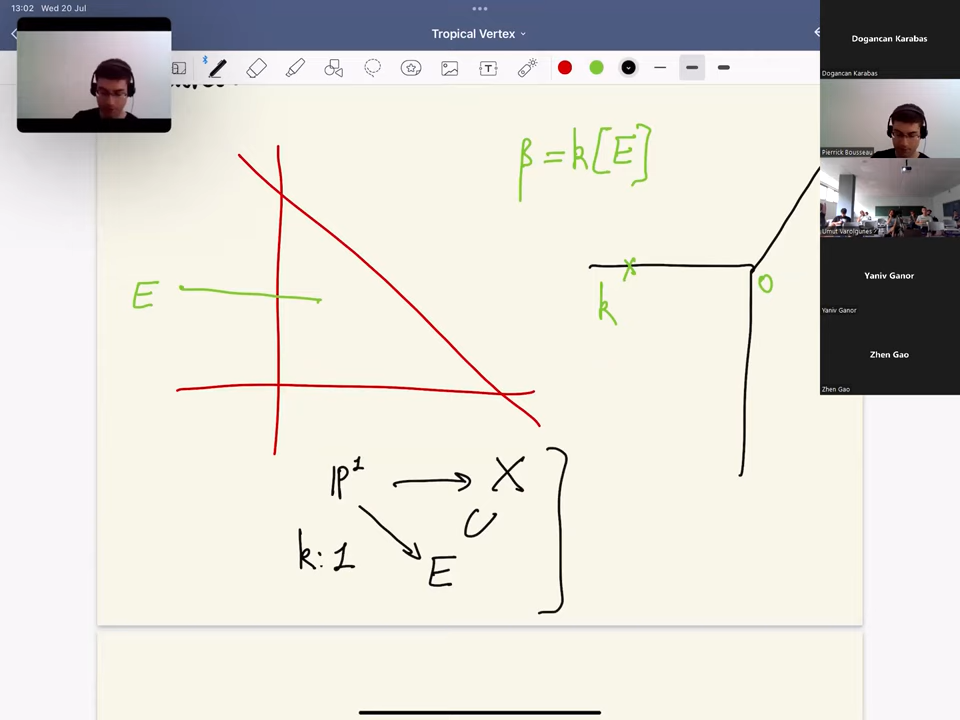 13:02 Wed 20 Jul
Tropical Vertex
Dogancan Karabas
Dogancan Karabas
Pierrick Bousseau
Umut Varolgunes
Yaniv Ganor
Yaniv Ganor
Zhen Gao
Zhen Gao
β = k[E]
E
k
0
ℙ¹ → X
k:1
∪
E